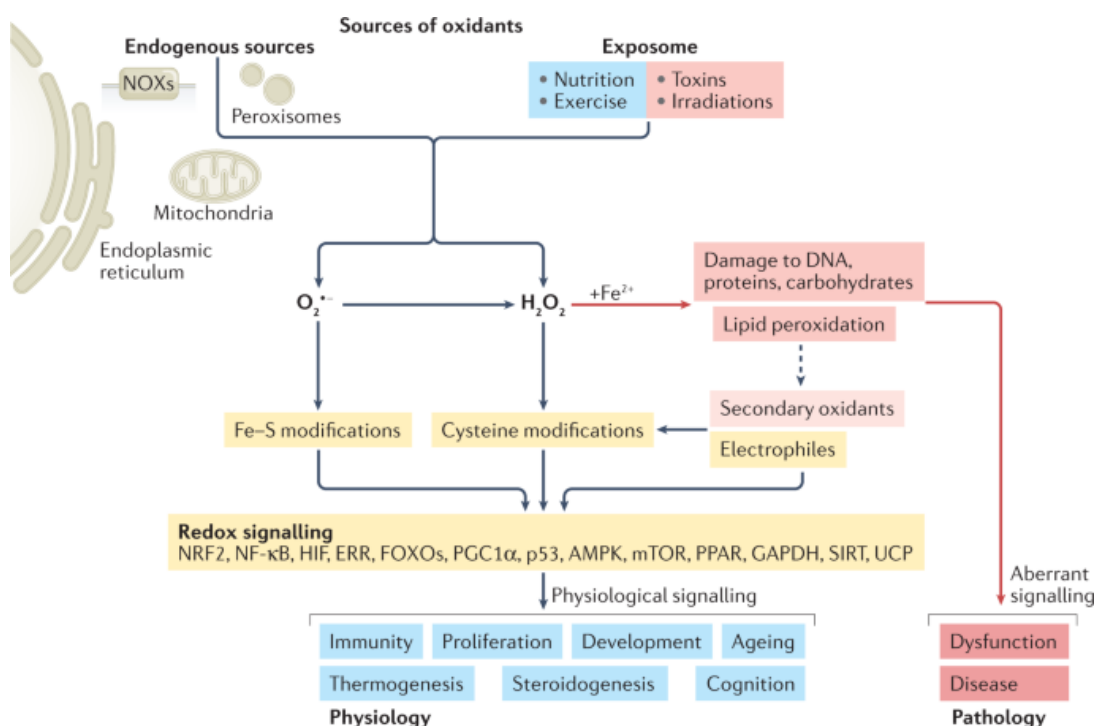 Sources of oxidants
Endogenous sources
Exposome
NOXs
Peroxisomes
• Nutrition
• Exercise
• Toxins
• Irradiations
Mitochondria
Endoplasmic
reticulum
O₂•−
H₂O₂
+Fe²⁺
Damage to DNA,
proteins, carbohydrates
Lipid peroxidation
Secondary oxidants
Electrophiles
Fe–S modifications
Cysteine modifications
Redox signalling
NRF2, NF-κB, HIF, ERR, FOXOs, PGC1α, p53, AMPK, mTOR, PPAR, GAPDH, SIRT, UCP
Physiological signalling
Aberrant
signalling
Immunity
Proliferation
Development
Ageing
Thermogenesis
Steroidogenesis
Cognition
Physiology
Dysfunction
Disease
Pathology